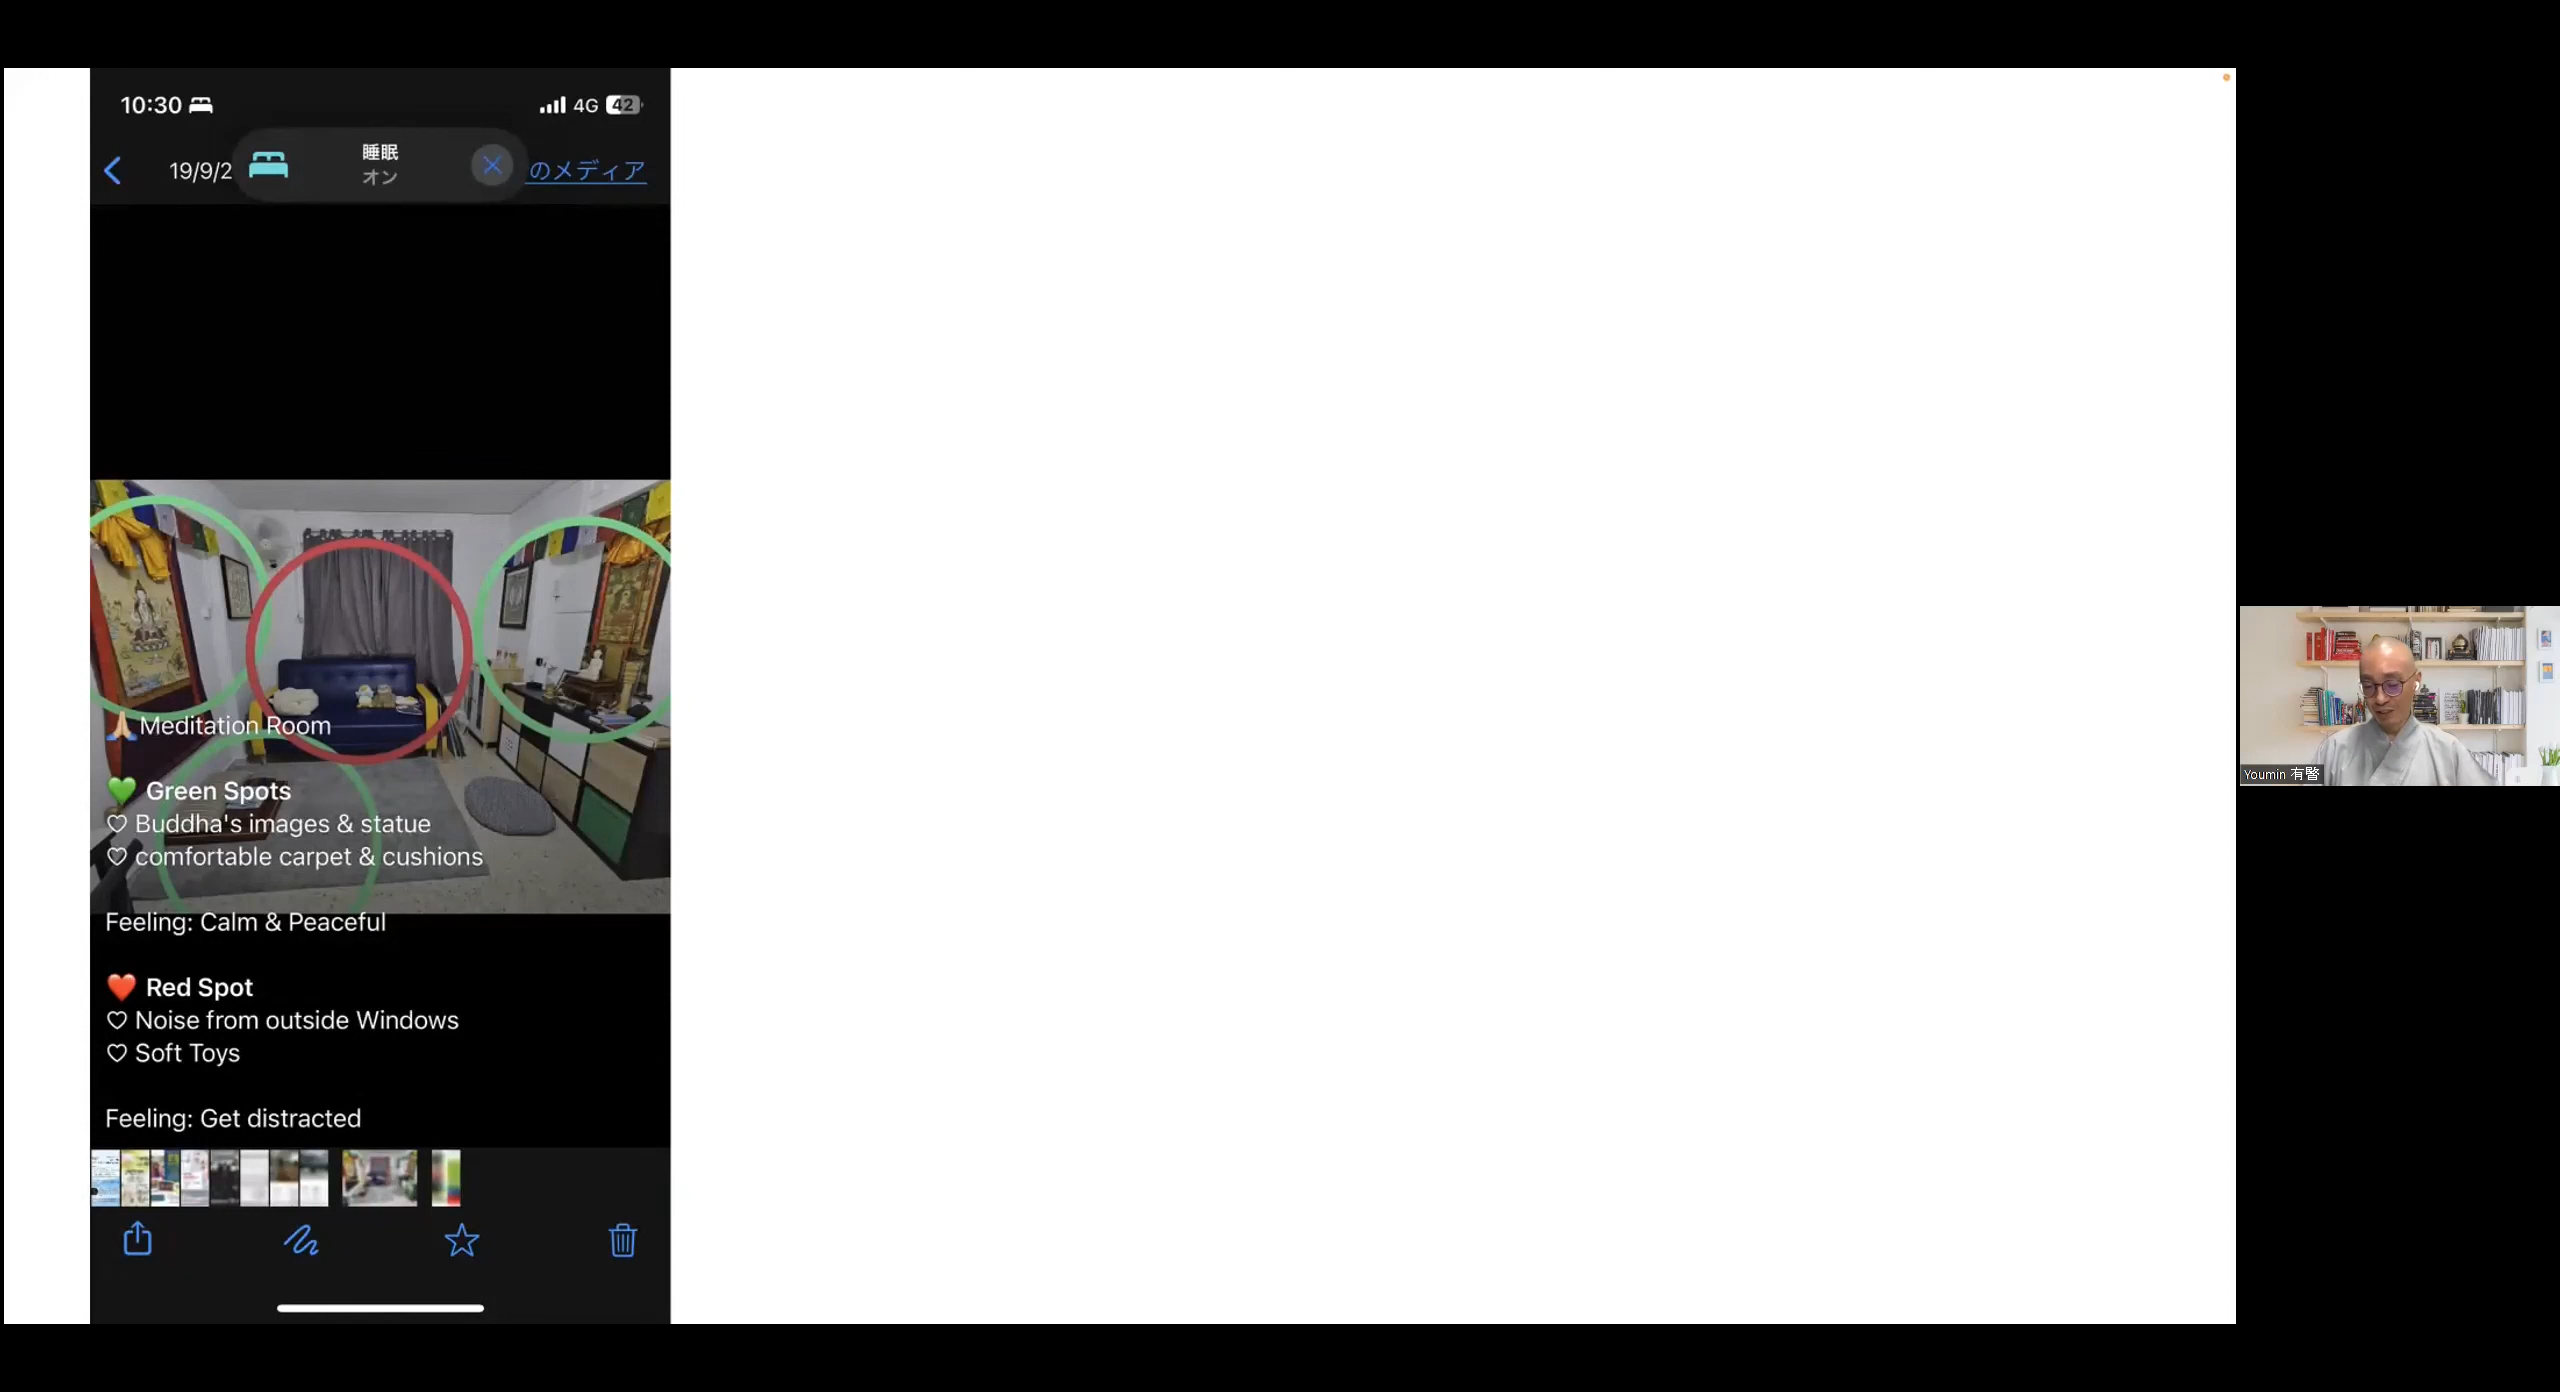 10:30
4G 42
19/9/2
睡眠
オン
のメディア
🙏🏻Meditation Room
💚 Green Spots
♡ Buddha's images & statue
♡ comfortable carpet & cushions
Feeling: Calm & Peaceful
❤️ Red Spot
♡ Noise from outside Windows
♡ Soft Toys
Feeling: Get distracted
Youmin 有暋